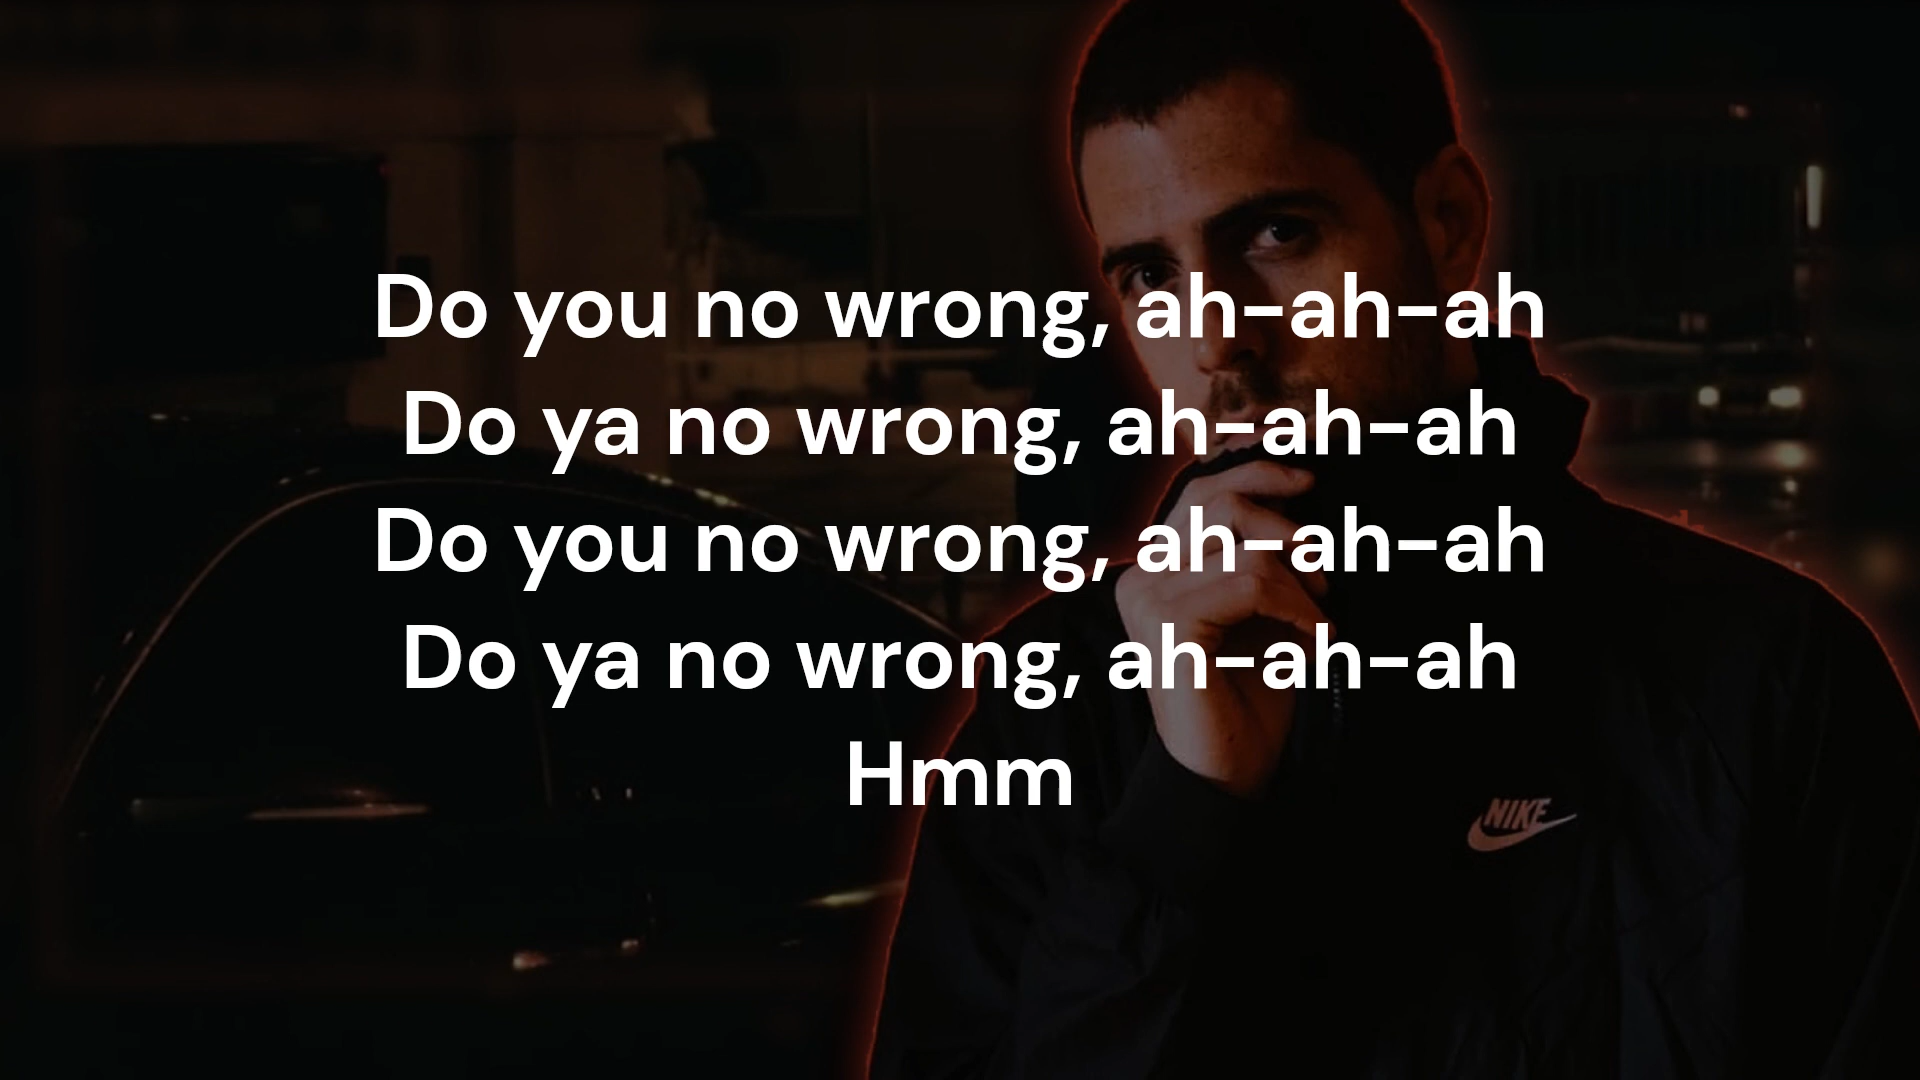 Do you no wrong, ah-ah-ah
Do ya no wrong, ah-ah-ah
Do you no wrong, ah-ah-ah
Do ya no wrong, ah-ah-ah
Hmm
NIKE